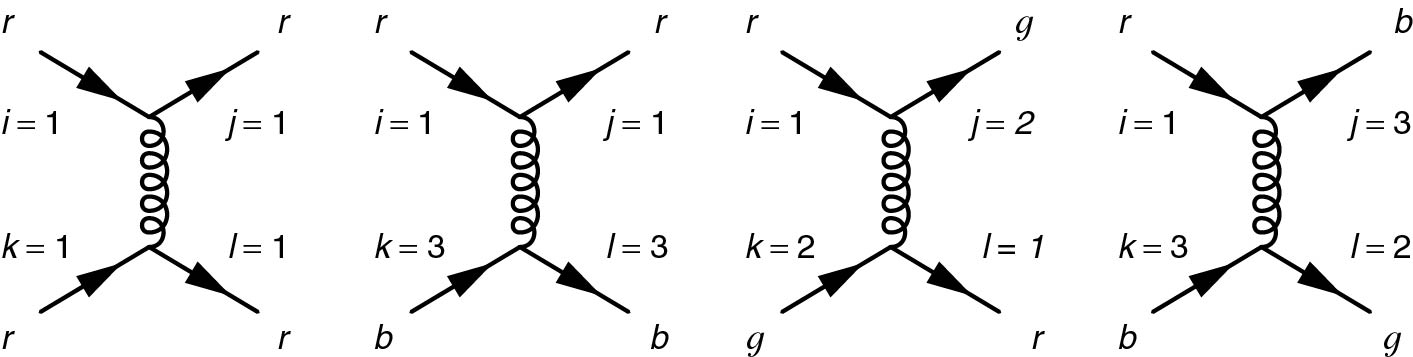 r r r r r g r b
i = 1 j = 1 i = 1 j = 1 i = 1 j = 2 i = 1 j = 3
k = 1 l = 1 k = 3 l = 3 k = 2 l = 1 k = 3 l = 2
r r b b g r b g